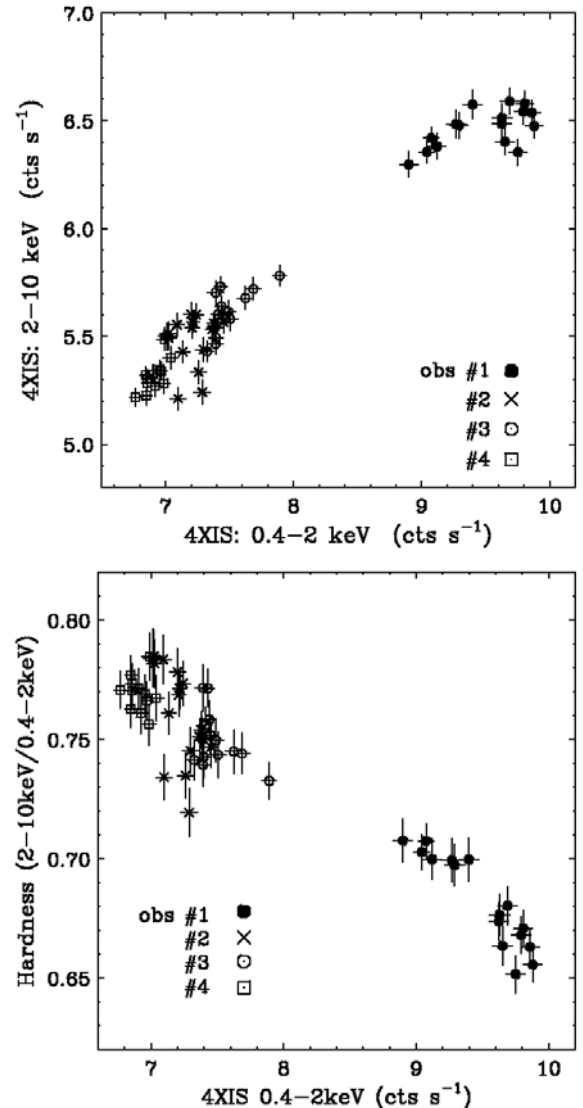 7.0
6.5
6.0
5.5
5.0
4XIS: 2−10 keV (cts s⁻¹)
obs #1
#2
#3
#4
7 8 9 10
4XIS: 0.4−2 keV (cts s⁻¹)
0.80
0.75
0.70
0.65
Hardness (2−10keV/0.4−2keV)
obs #1
#2
#3
#4
7 8 9 10
4XIS 0.4−2keV (cts s⁻¹)